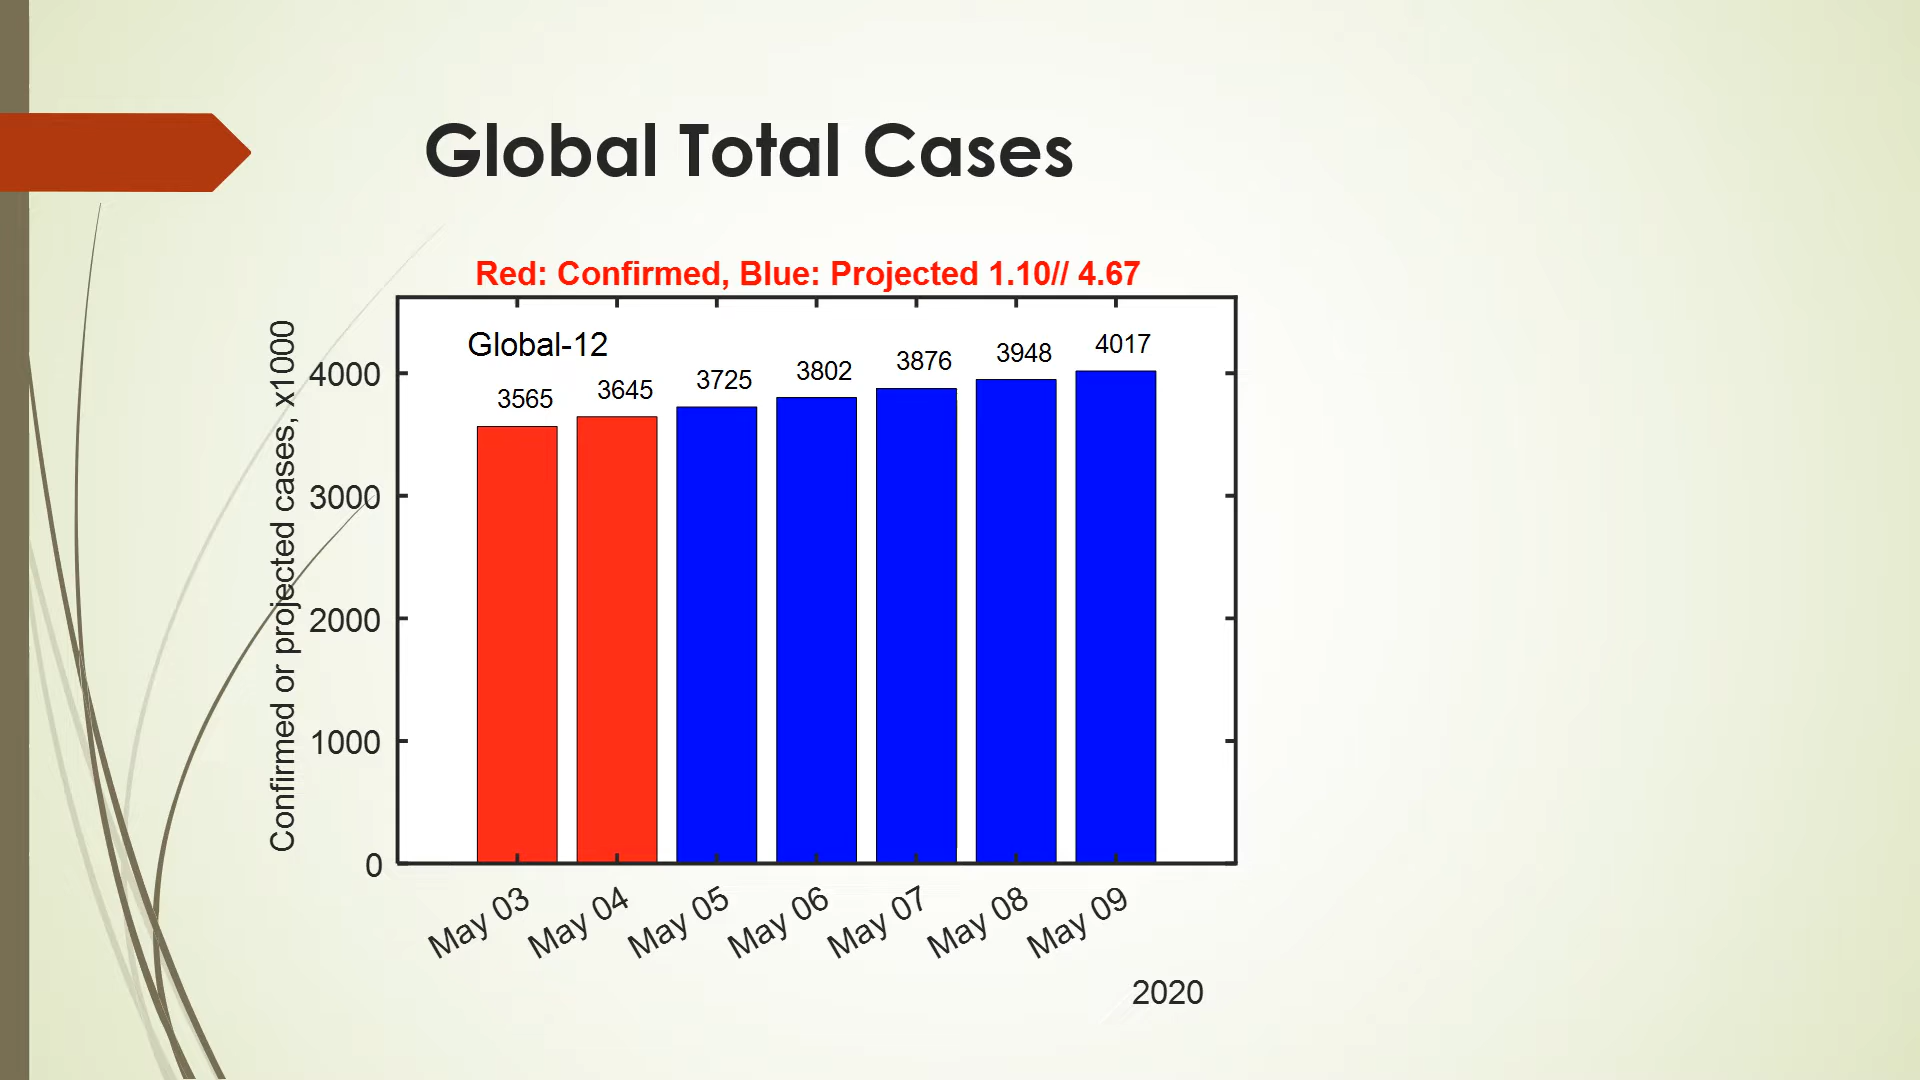 Global Total Cases
Red: Confirmed, Blue: Projected 1.10// 4.67
Global-12
Confirmed or projected cases, x1000
4000
3000
2000
1000
0
3565
3645
3725
3802
3876
3948
4017
May 03
May 04
May 05
May 06
May 07
May 08
May 09
2020